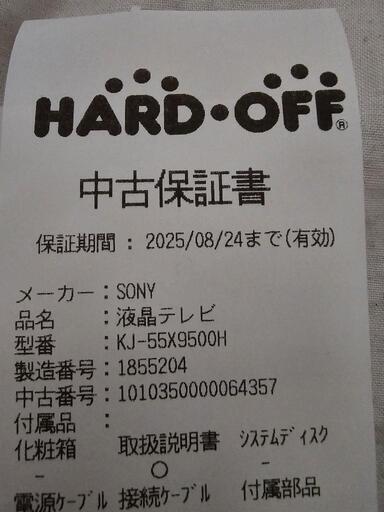 HARD・OFF®
中古保証書
保証期間 : 2025/08/24まで(有効)
メーカー: SONY
品名 : 液晶テレビ
型番 : KJ-55X9500H
製造番号: 1855204
中古番号: 1010350000064357
付属品 :
化粧箱 取扱説明書 ｼｽﾃﾑﾃﾞｨｽｸ
- ○ -
電源ｹｰﾌﾞﾙ 接続ｹｰﾌﾞﾙ 付属部品